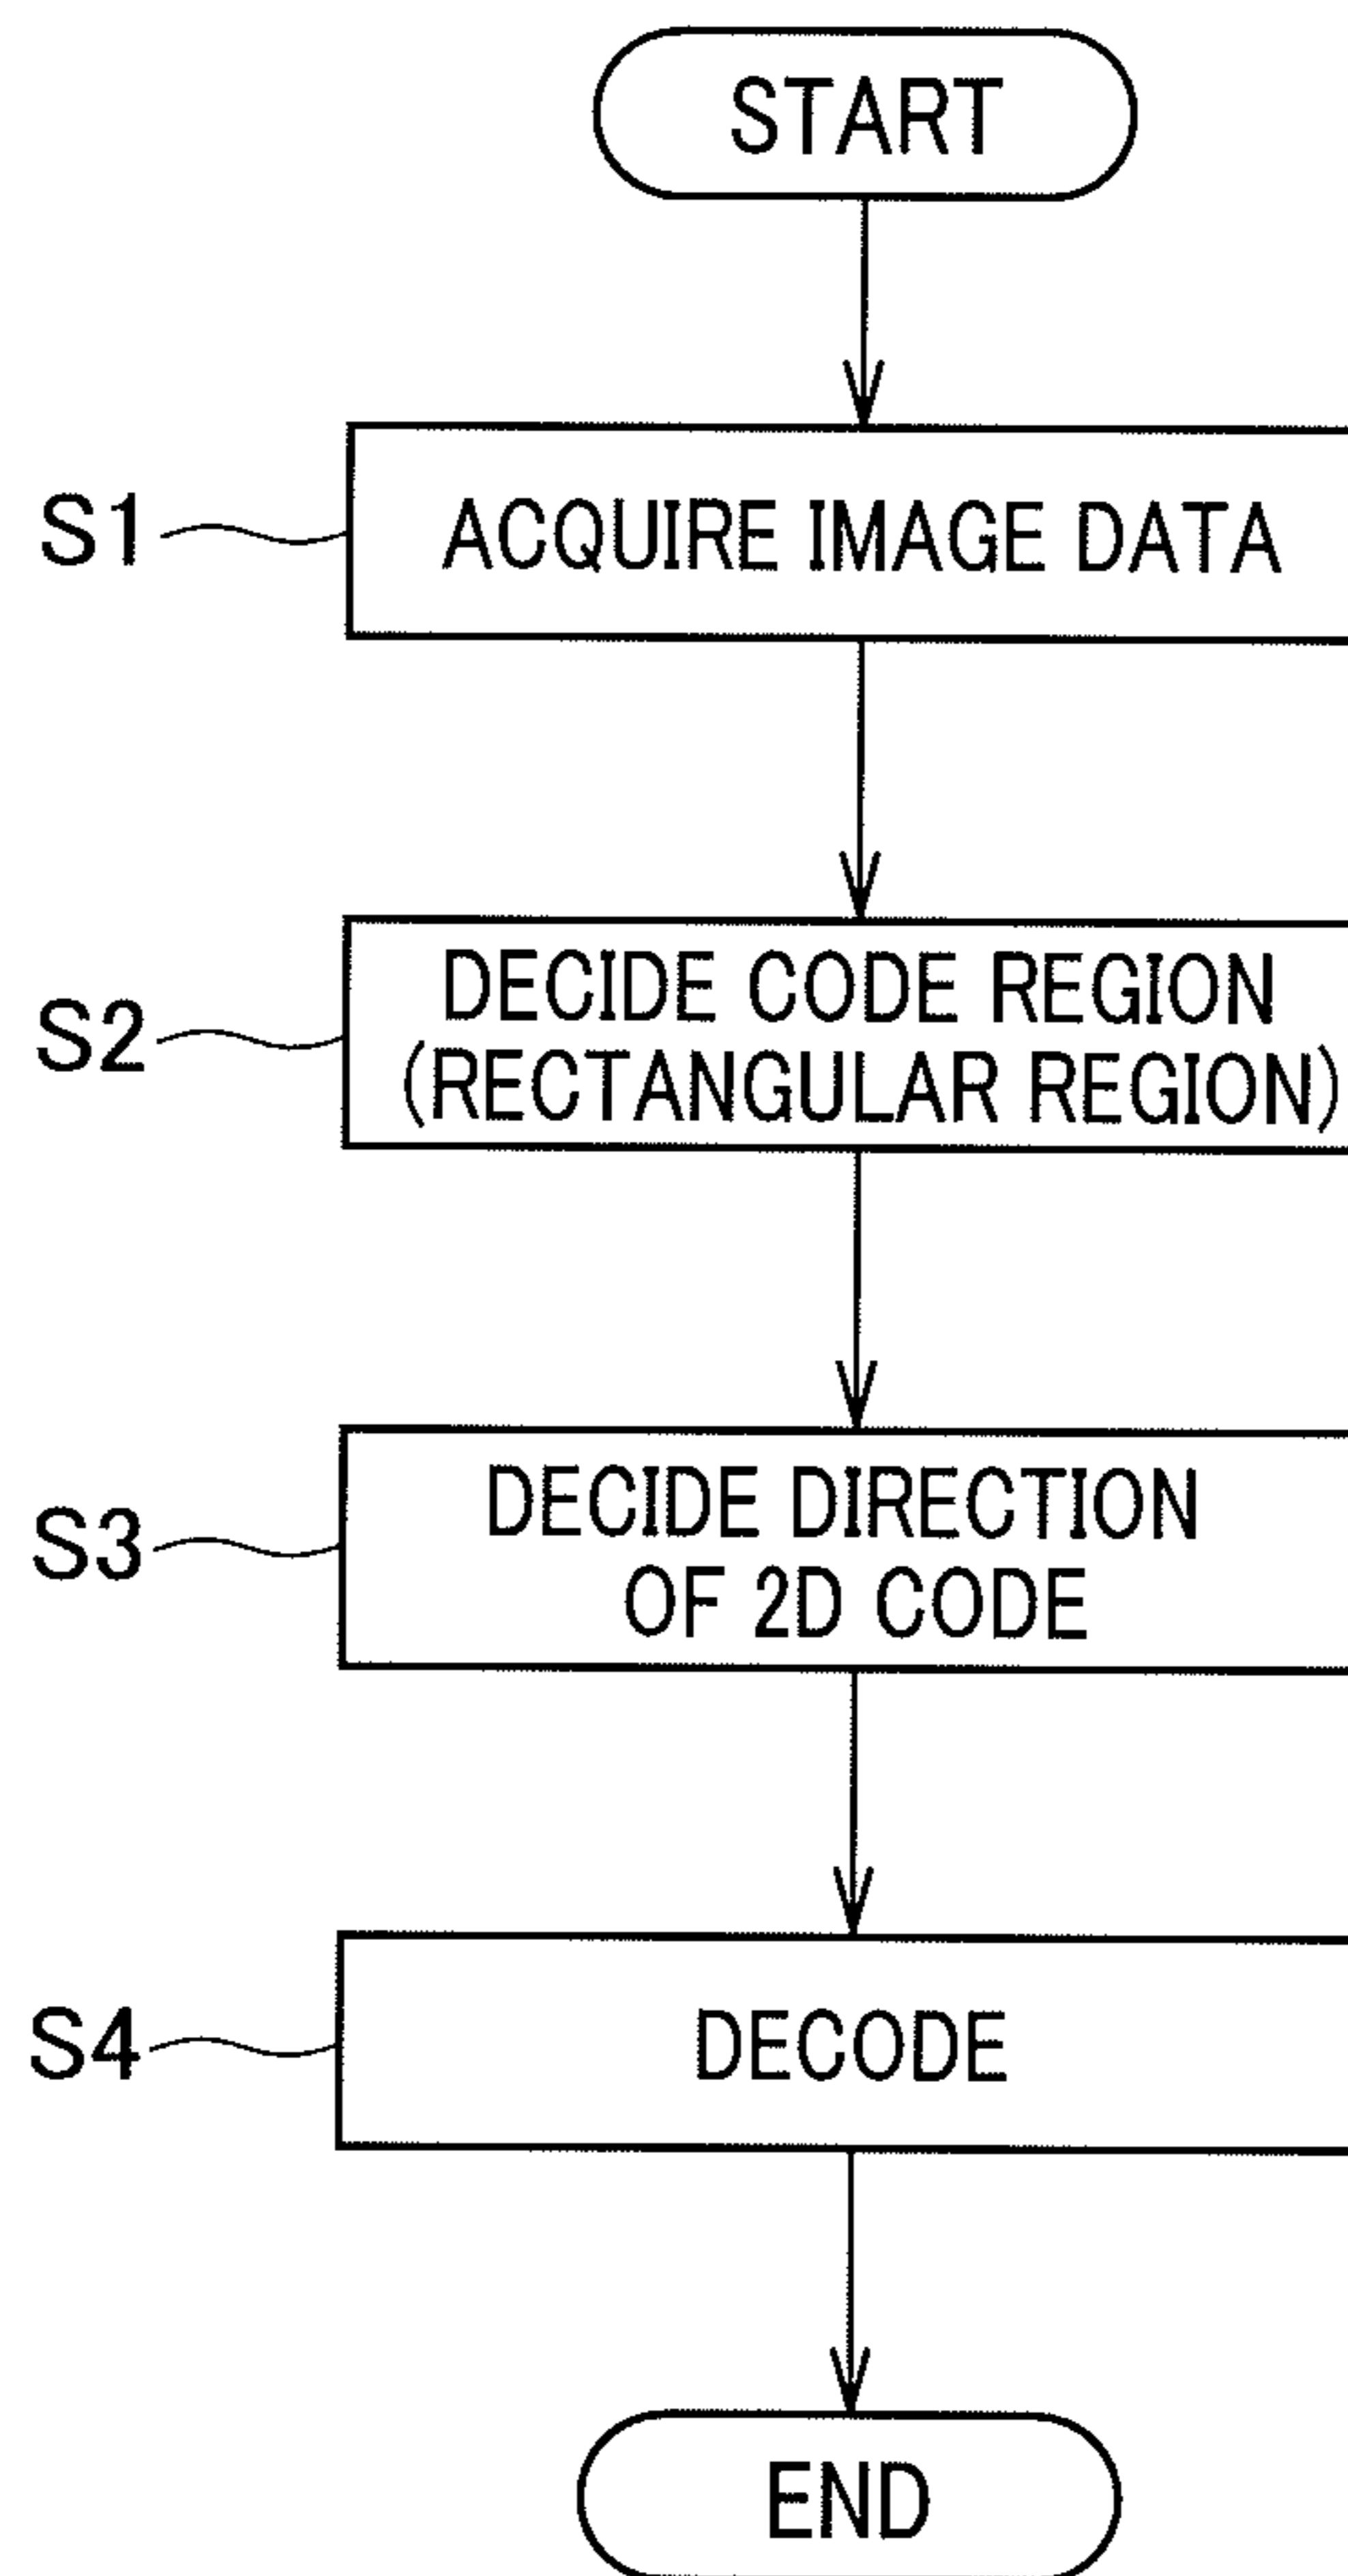 START
S1
ACQUIRE IMAGE DATA
S2
DECIDE CODE REGION
(RECTANGULAR REGION)
S3
DECIDE DIRECTION
OF 2D CODE
S4
DECODE
END